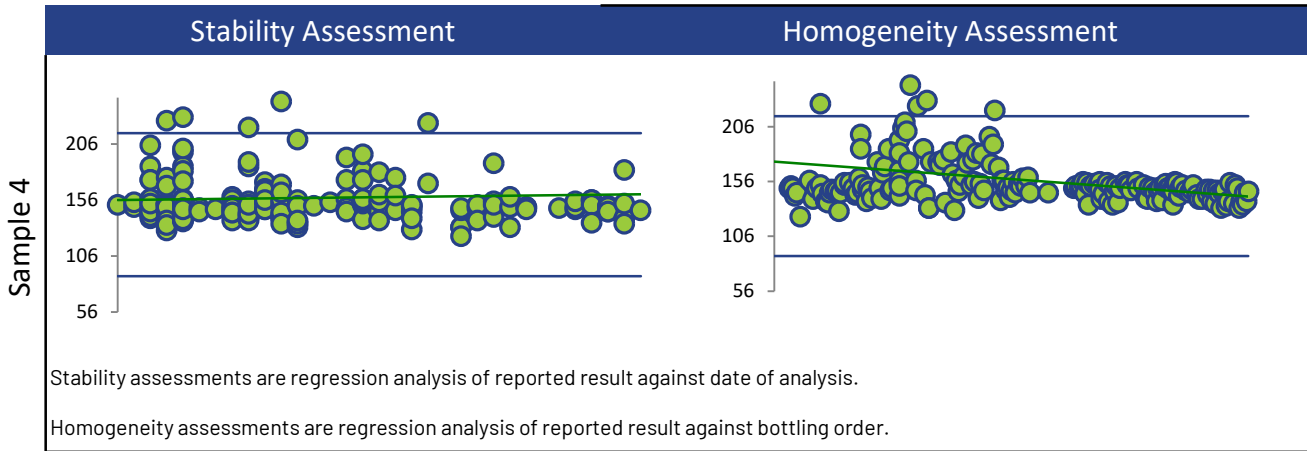 Stability Assessment
Homogeneity Assessment
Sample 4
206
156
106
56
206
156
106
56
Stability assessments are regression analysis of reported result against date of analysis.
Homogeneity assessments are regression analysis of reported result against bottling order.